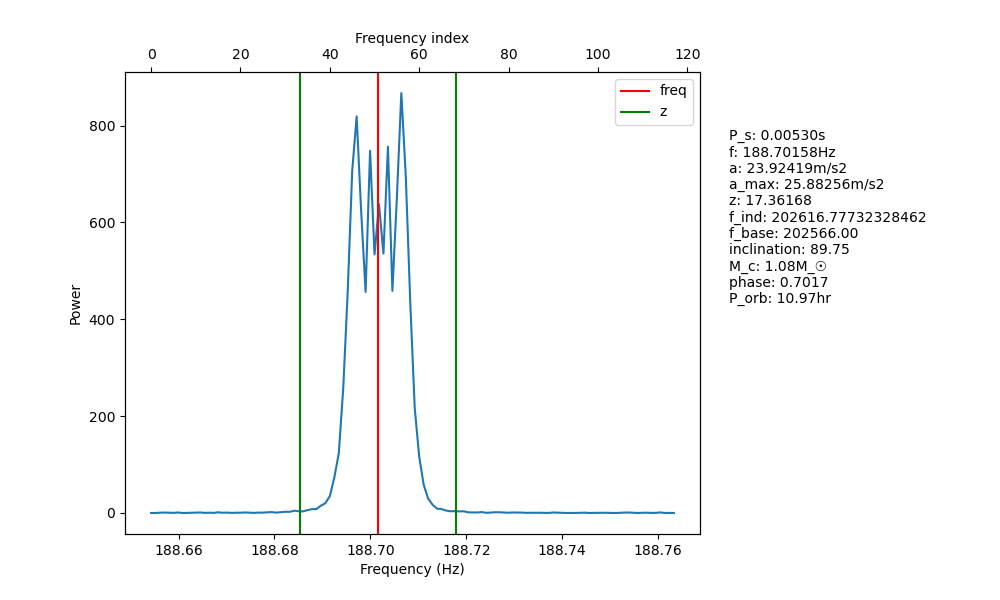 Frequency index
0 20 40 60 80 100 120
freq
z
800
600
400
200
0
Power
188.66 188.68 188.70 188.72 188.74 188.76
Frequency (Hz)
P_s: 0.00530s
f: 188.70158Hz
a: 23.92419m/s2
a_max: 25.88256m/s2
z: 17.36168
f_ind: 202616.77732328462
f_base: 202566.00
inclination: 89.75
M_c: 1.08M_☉
phase: 0.7017
P_orb: 10.97hr